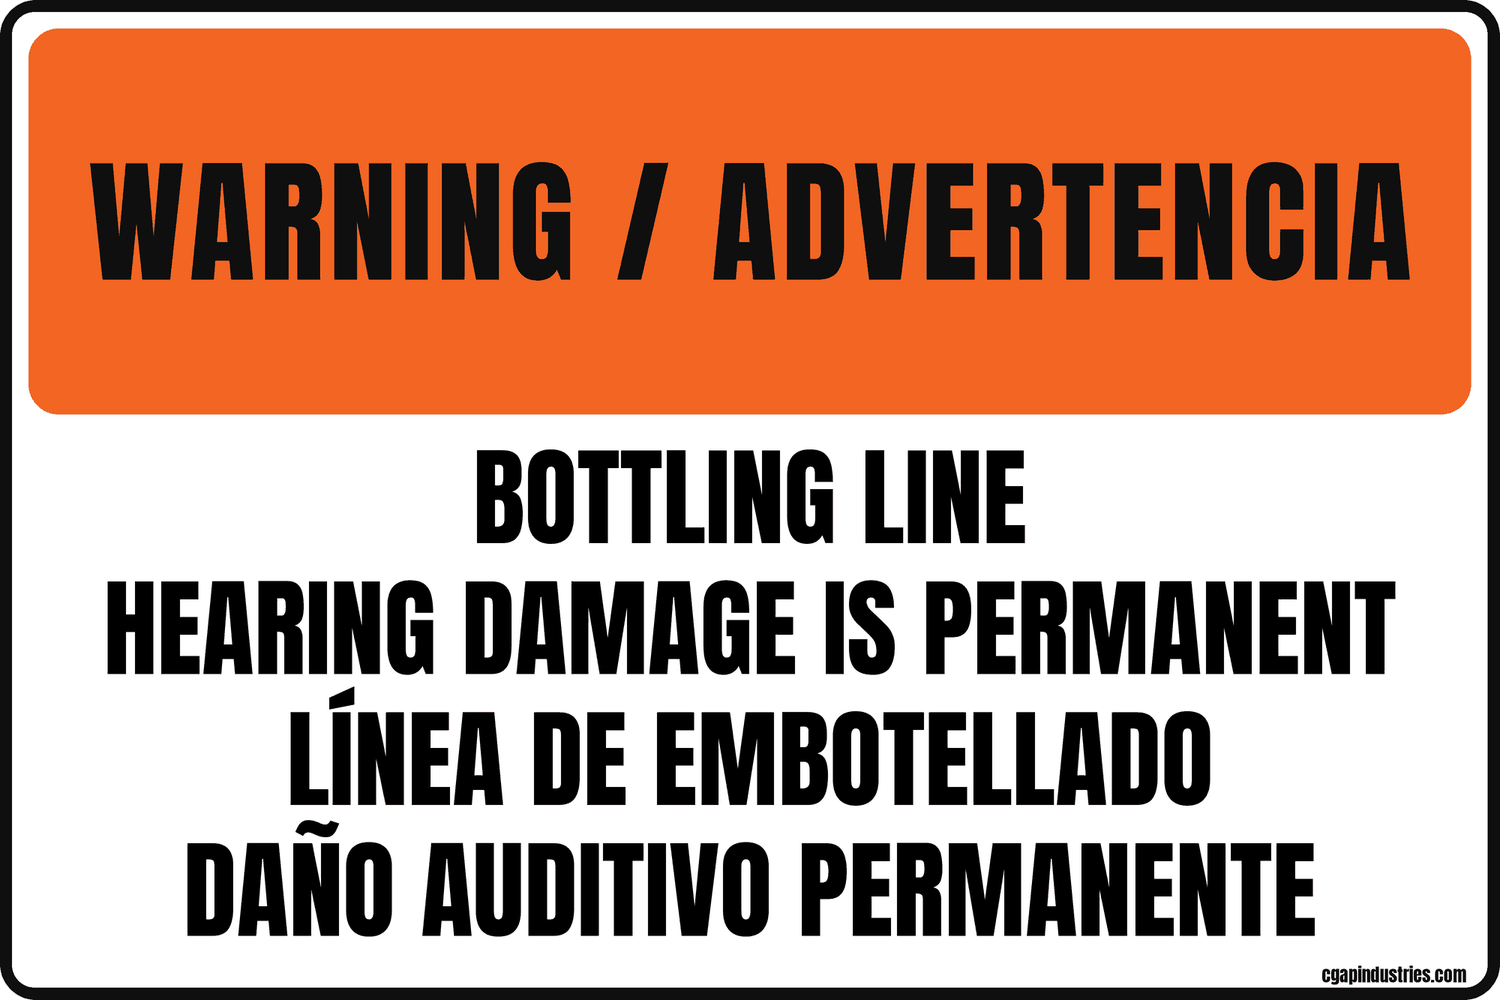 WARNING / ADVERTENCIA
BOTTLING LINE
HEARING DAMAGE IS PERMANENT
LÍNEA DE EMBOTELLADO
DAÑO AUDITIVO PERMANENTE
cgapindustries.com